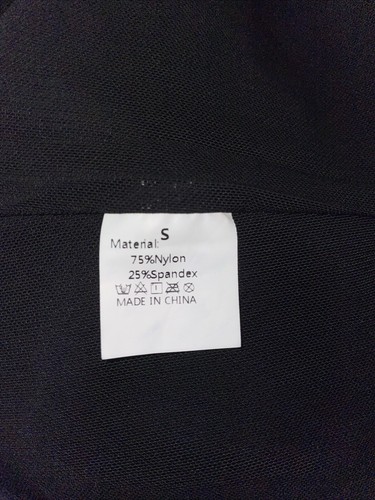 S
Material:
75%Nylon
25%Spandex
MADE IN CHINA